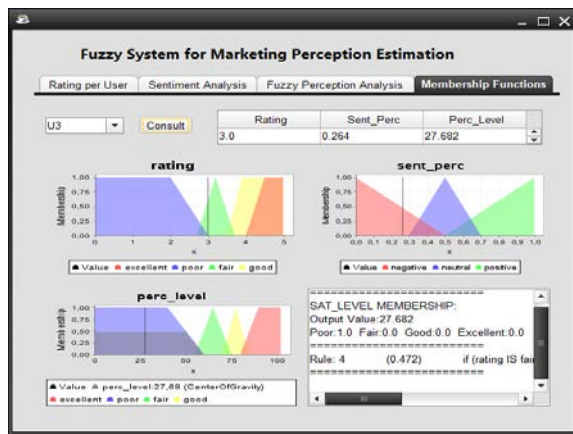 Fuzzy System for Marketing Perception Estimation
Rating per User Sentiment Analysis Fuzzy Perception Analysis Membership Functions
U3 Consult
Rating Sent_Perc Perc_Level
3.0 0.264 27.682
rating
Membership
1,00
0,75
0,50
0,25
0,00
0 1 2 3 4 5
x
Value excellent poor fair good
sent_perc
Membership
1,00
0,75
0,50
0,25
0,00
0,0 0,1 0,2 0,3 0,4 0,5 0,6 0,7 0,8 0,9 1,0
x
Value negative neutral positive
perc_level
Membership
1,00
0,75
0,50
0,25
0,00
0 25 50 75 100
x
Value perc_level:27,68 (CenterOfGravity)
excellent poor fair good
==========================
SAT_LEVEL MEMBERSHIP:
Output Value:27.682
Poor:1.0 Fair:0.0 Good:0.0 Excellent:0.0
==========================
Rule: 4 (0.472) if (rating IS fai
==========================